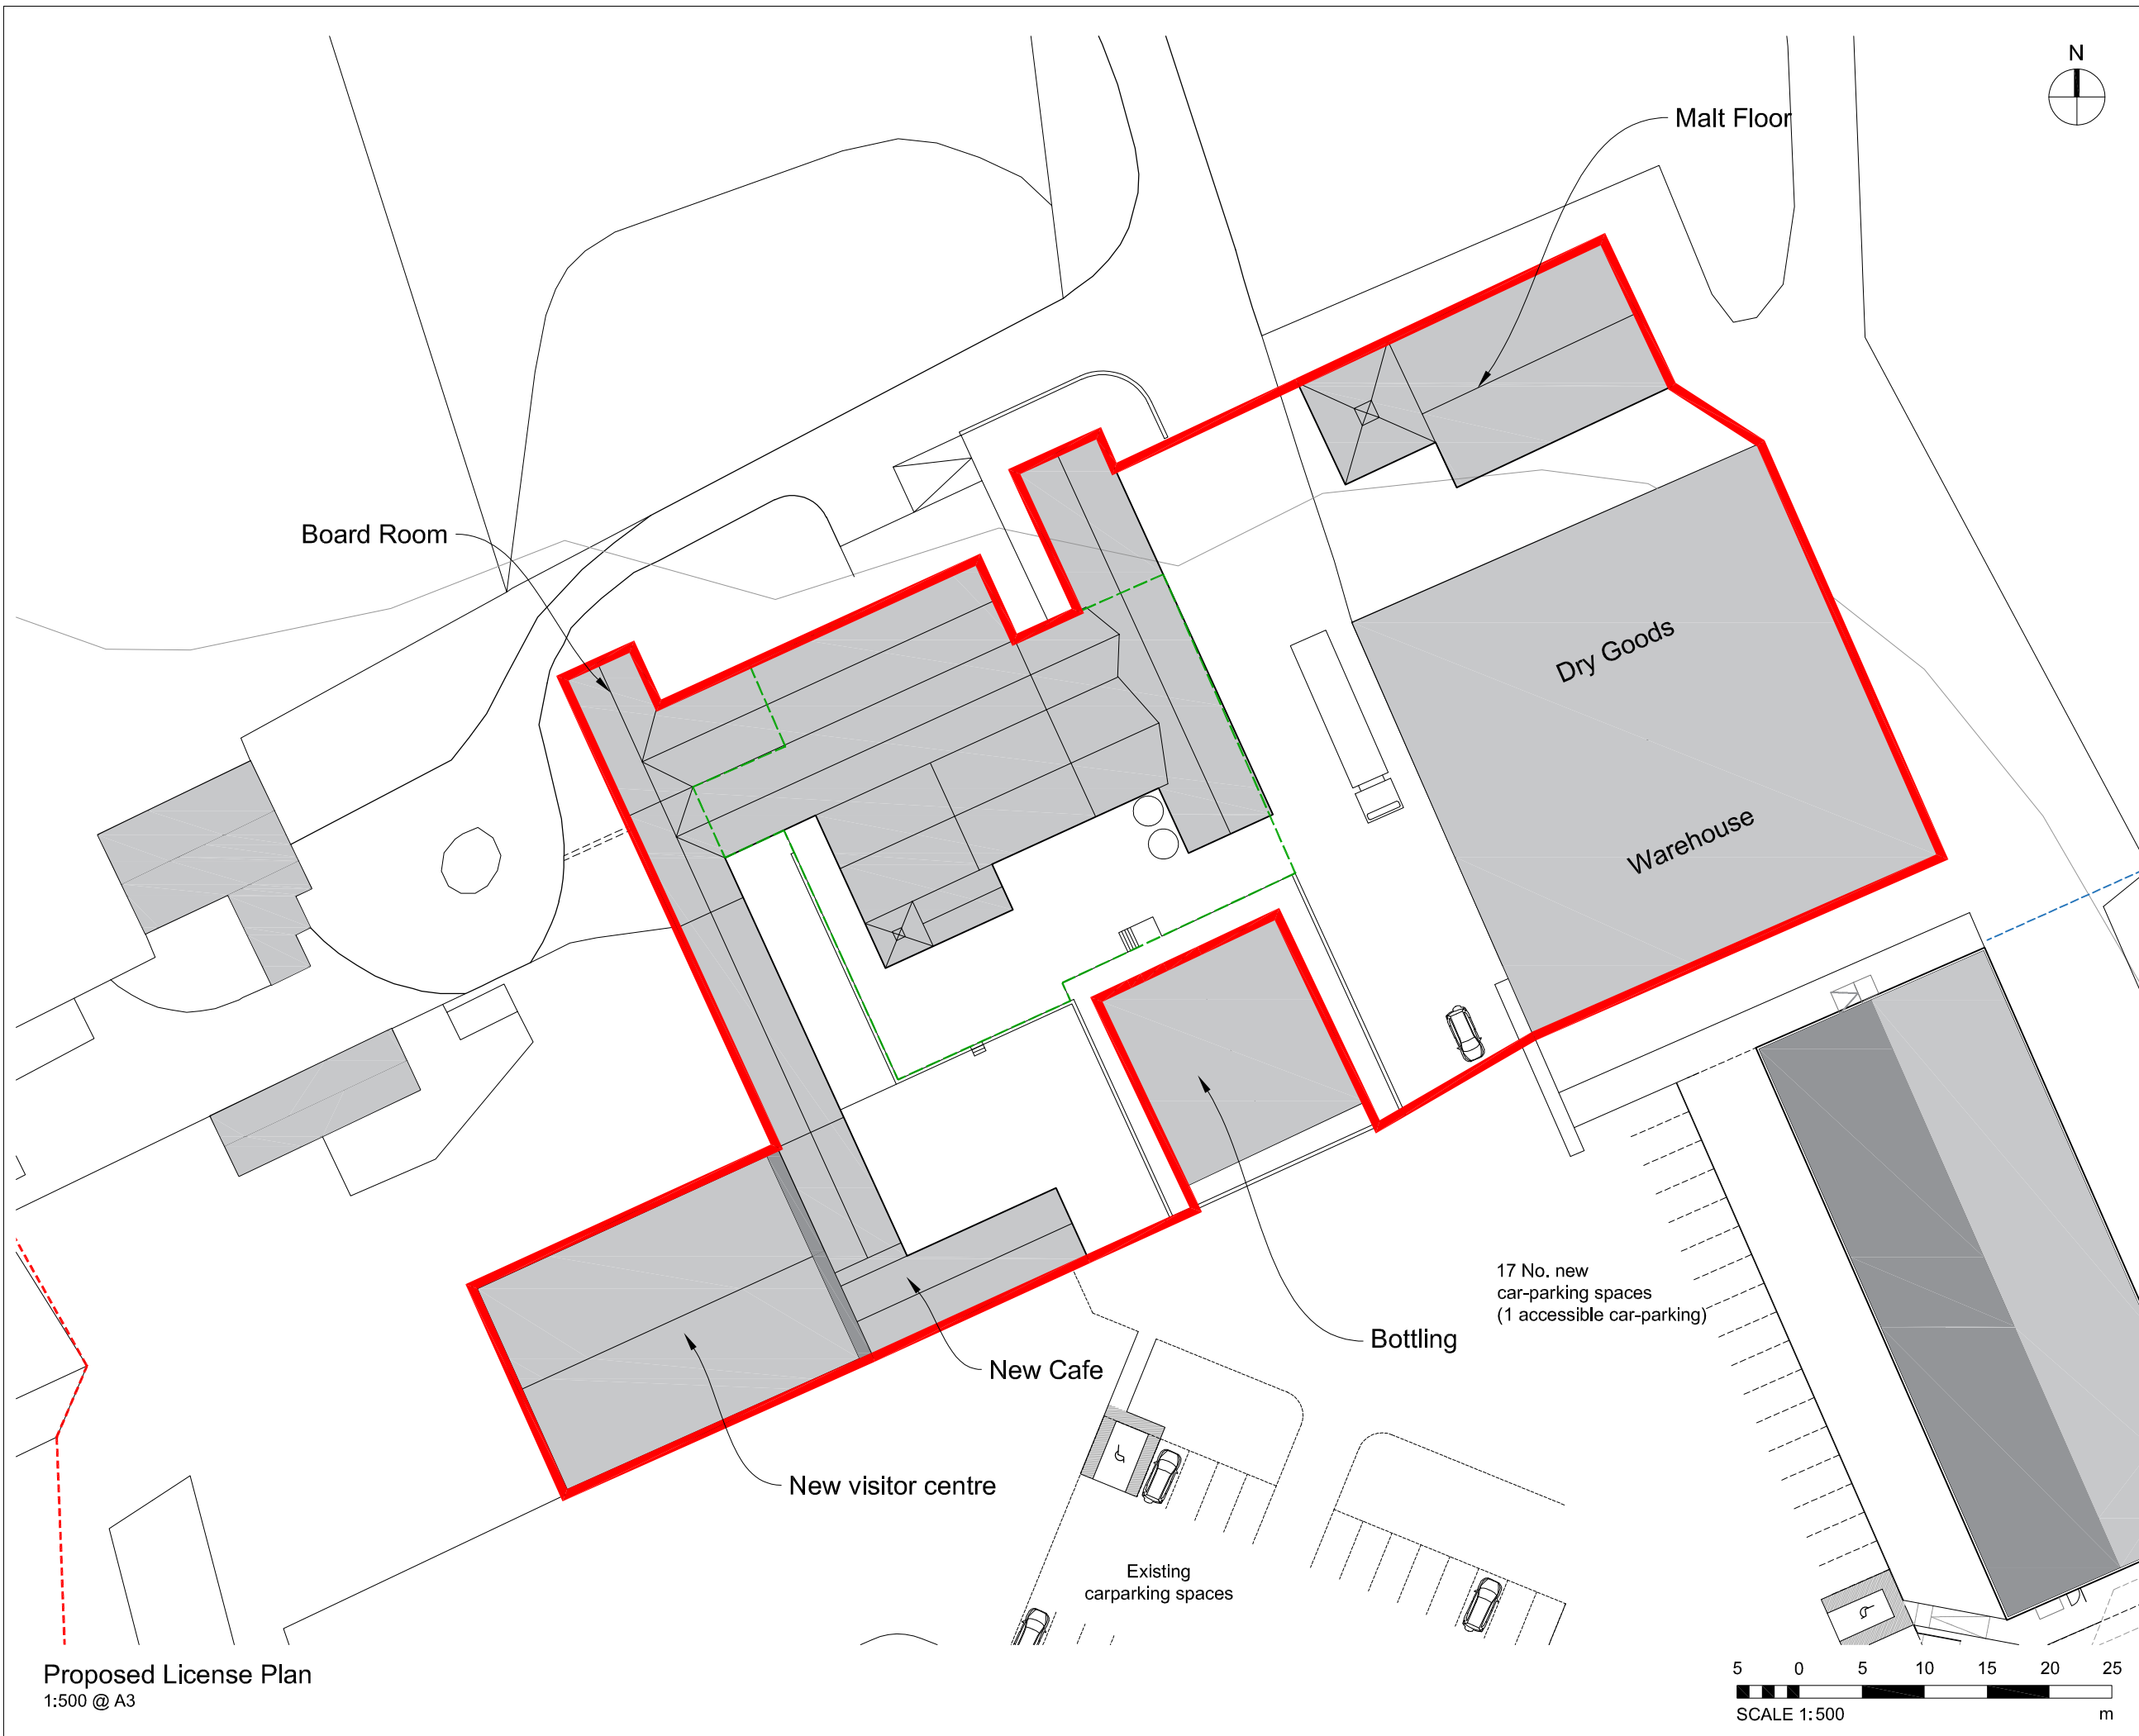 N
Malt Floor
Board Room
Dry Goods
Warehouse
17 No. new
car-parking spaces
(1 accessible car-parking)
Bottling
New Cafe
New visitor centre
Existing
carparking spaces
Proposed License Plan
1:500 @ A3
5 0 5 10 15 20 25
SCALE 1:500 m